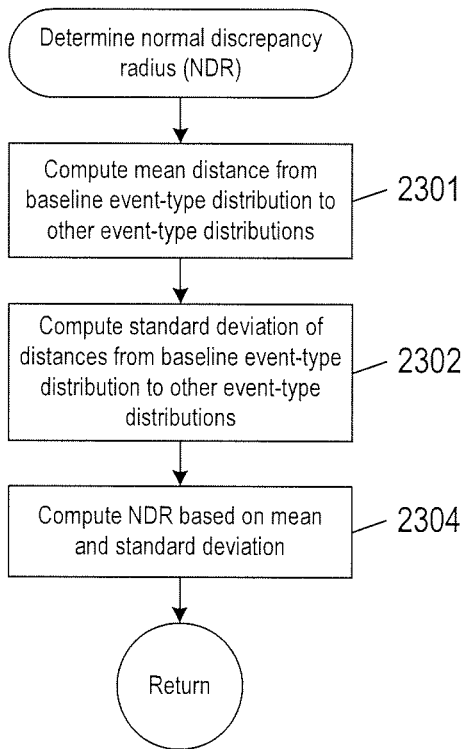 Determine normal discrepancy
radius (NDR)
Compute mean distance from
baseline event-type distribution to
other event-type distributions
2301
Compute standard deviation of
distances from baseline event-type
distribution to other event-type
distributions
2302
Compute NDR based on mean
and standard deviation
2304
Return